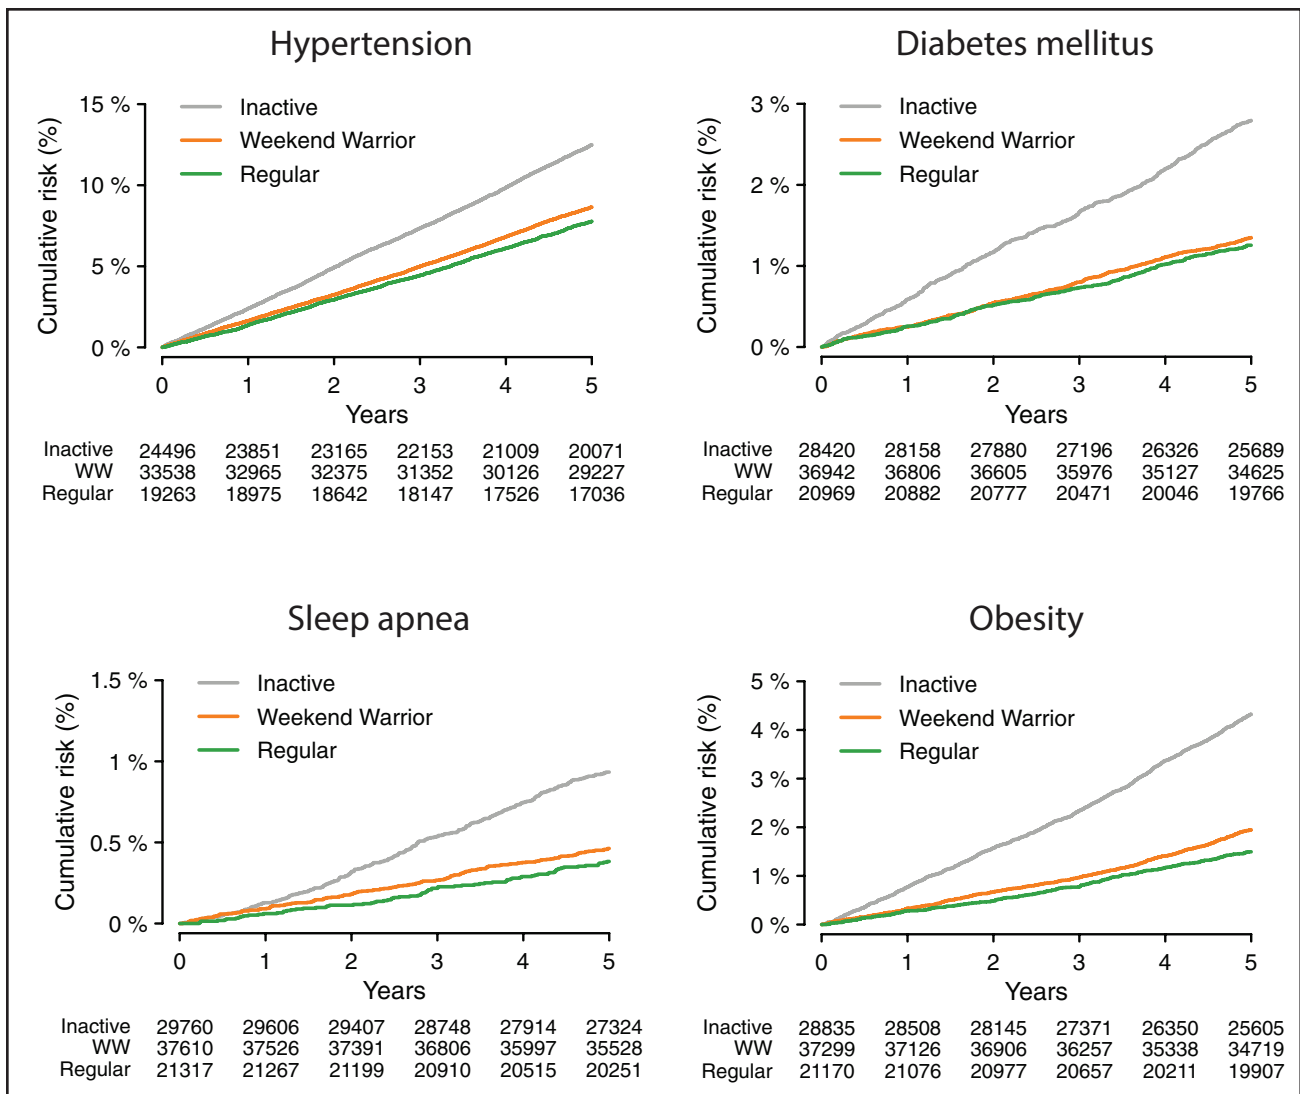 Hypertension
Cumulative risk (%)
15 %
10 %
5 %
0 %
Inactive
Weekend Warrior
Regular
0 1 2 3 4 5
Years
Inactive 24496 23851 23165 22153 21009 20071
WW 33538 32965 32375 31352 30126 29227
Regular 19263 18975 18642 18147 17526 17036
Diabetes mellitus
Cumulative risk (%)
3 %
2 %
1 %
0 %
Inactive
Weekend Warrior
Regular
0 1 2 3 4 5
Years
Inactive 28420 28158 27880 27196 26326 25689
WW 36942 36806 36605 35976 35127 34625
Regular 20969 20882 20777 20471 20046 19766
Sleep apnea
Cumulative risk (%)
1.5 %
1 %
0.5 %
0 %
Inactive
Weekend Warrior
Regular
0 1 2 3 4 5
Years
Inactive 29760 29606 29407 28748 27914 27324
WW 37610 37526 37391 36806 35997 35528
Regular 21317 21267 21199 20910 20515 20251
Obesity
Cumulative risk (%)
5 %
4 %
3 %
2 %
1 %
0 %
Inactive
Weekend Warrior
Regular
0 1 2 3 4 5
Years
Inactive 28835 28508 28145 27371 26350 25605
WW 37299 37126 36906 36257 35338 34719
Regular 21170 21076 20977 20657 20211 19907